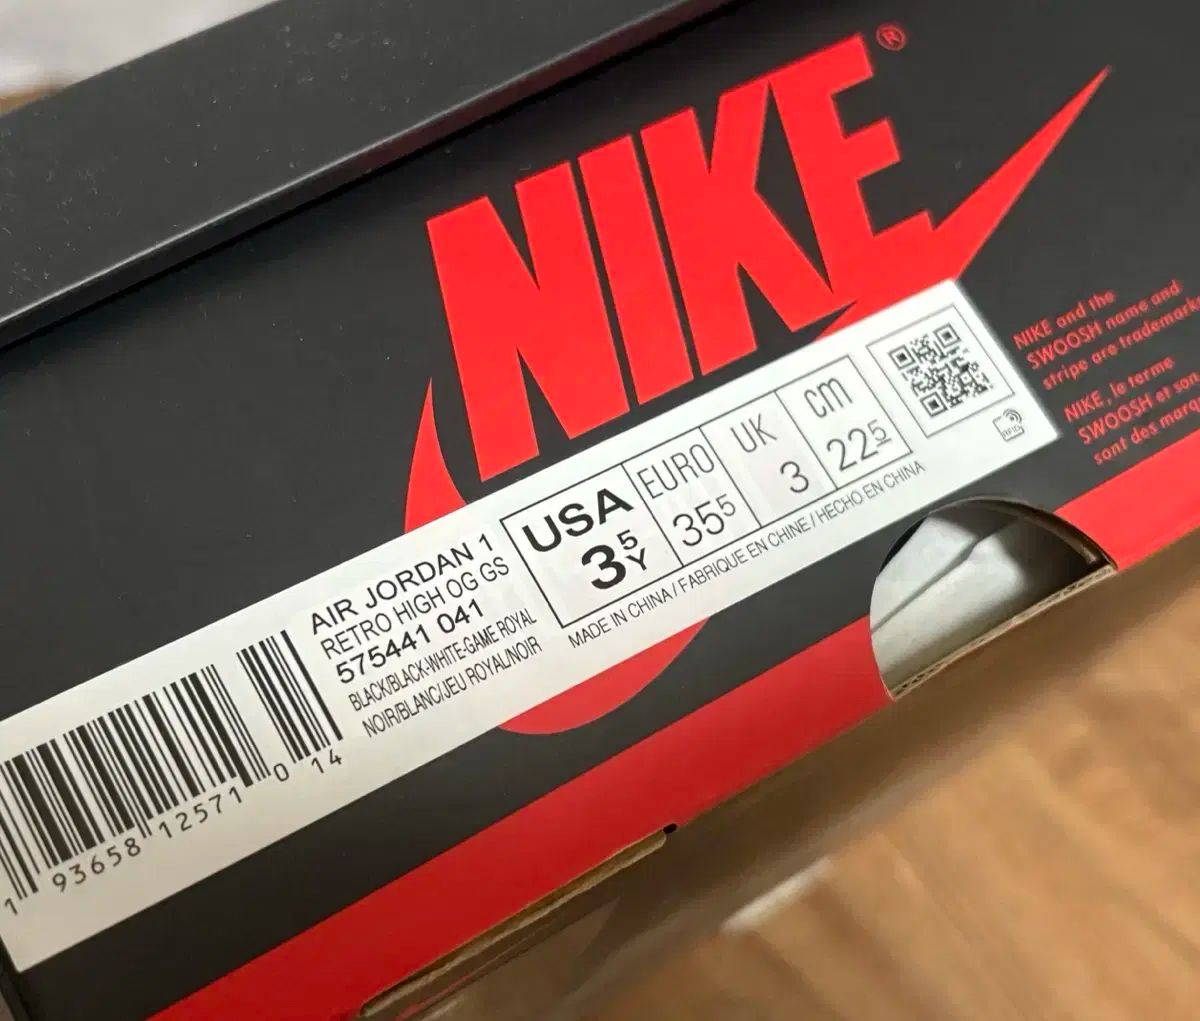 NIKE®
NIKE and the
SWOOSH name and
stripe are trademarks
NIKE, le terme
SWOOSH et son
sont des
AIR JORDAN 1
RETRO HIGH OG GS
575441 041
BLACK/BLACK-WHITE-GAME ROYAL
NOIR/BLANC/JEU ROYAL/NOIR
USA
3 5Y
EURO
35 5
UK
3
cm
22 5
RFID
MADE IN CHINA / FABRIQUE EN CHINE / HECHO EN CHINA
1 93658 12571 0 14